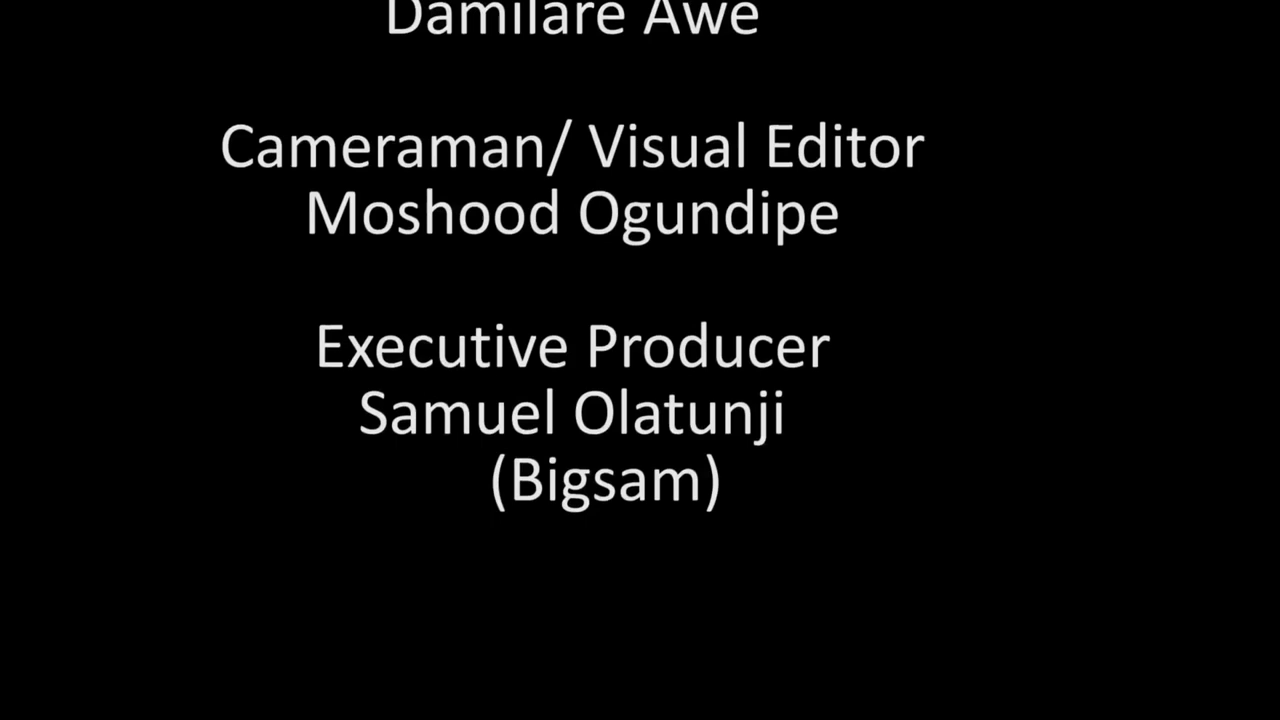 Damilare Awe
Cameraman/ Visual Editor
Moshood Ogundipe
Executive Producer
Samuel Olatunji
(Bigsam)